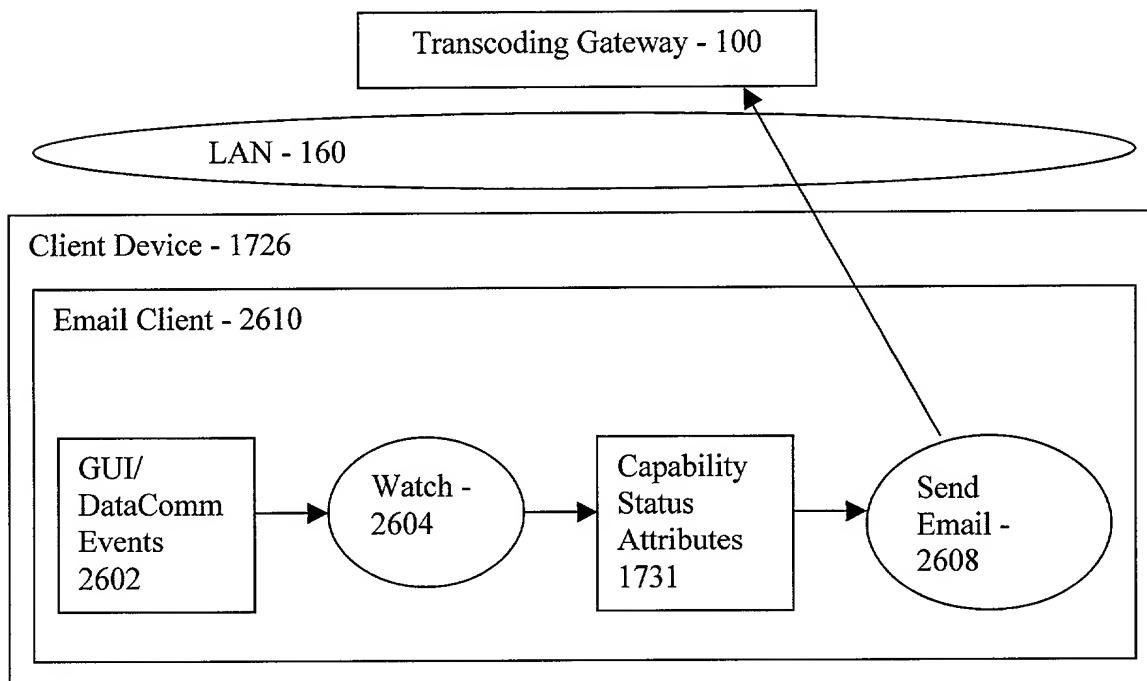 Transcoding Gateway - 100
LAN - 160
Client Device - 1726
Email Client - 2610
GUI/
DataComm
Events
2602
Watch -
2604
Capability
Status
Attributes
1731
Send
Email -
2608